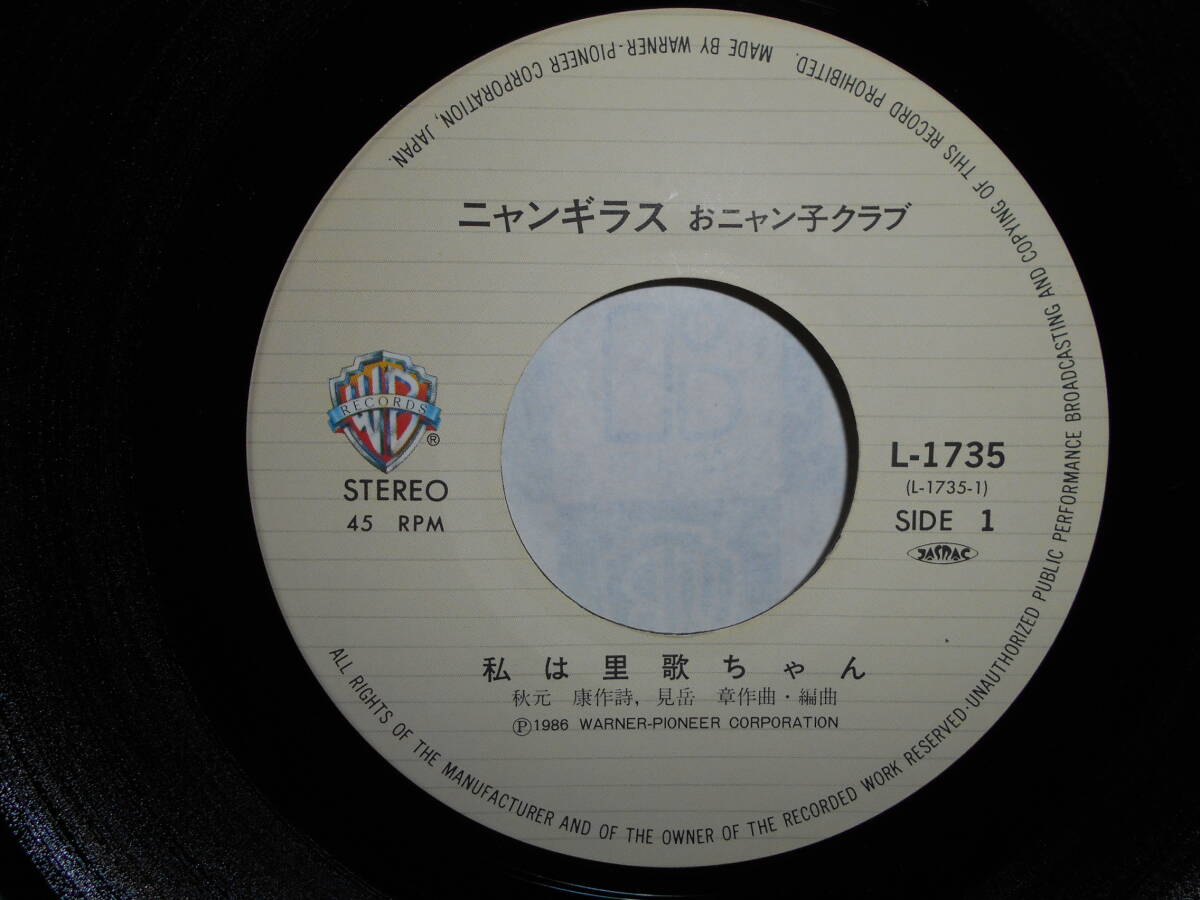 ニャンギラス おニャン子クラブ
WB
RECORDS
®
STEREO
45 RPM
L-1735
(L-1735-1)
SIDE 1
JASRAC
私は里歌ちゃん
秋元 康作詩, 見岳 章作曲・編曲
Ⓟ1986 WARNER-PIONEER CORPORATION
ALL RIGHTS OF THE MANUFACTURER AND OF THE OWNER OF THE RECORDED WORK RESERVED·UNAUTHORIZED PUBLIC PERFORMANCE BROADCASTING AND COPYING OF THIS RECORD PROHIBITED. MADE BY WARNER-PIONEER CORPORATION, JAPAN.